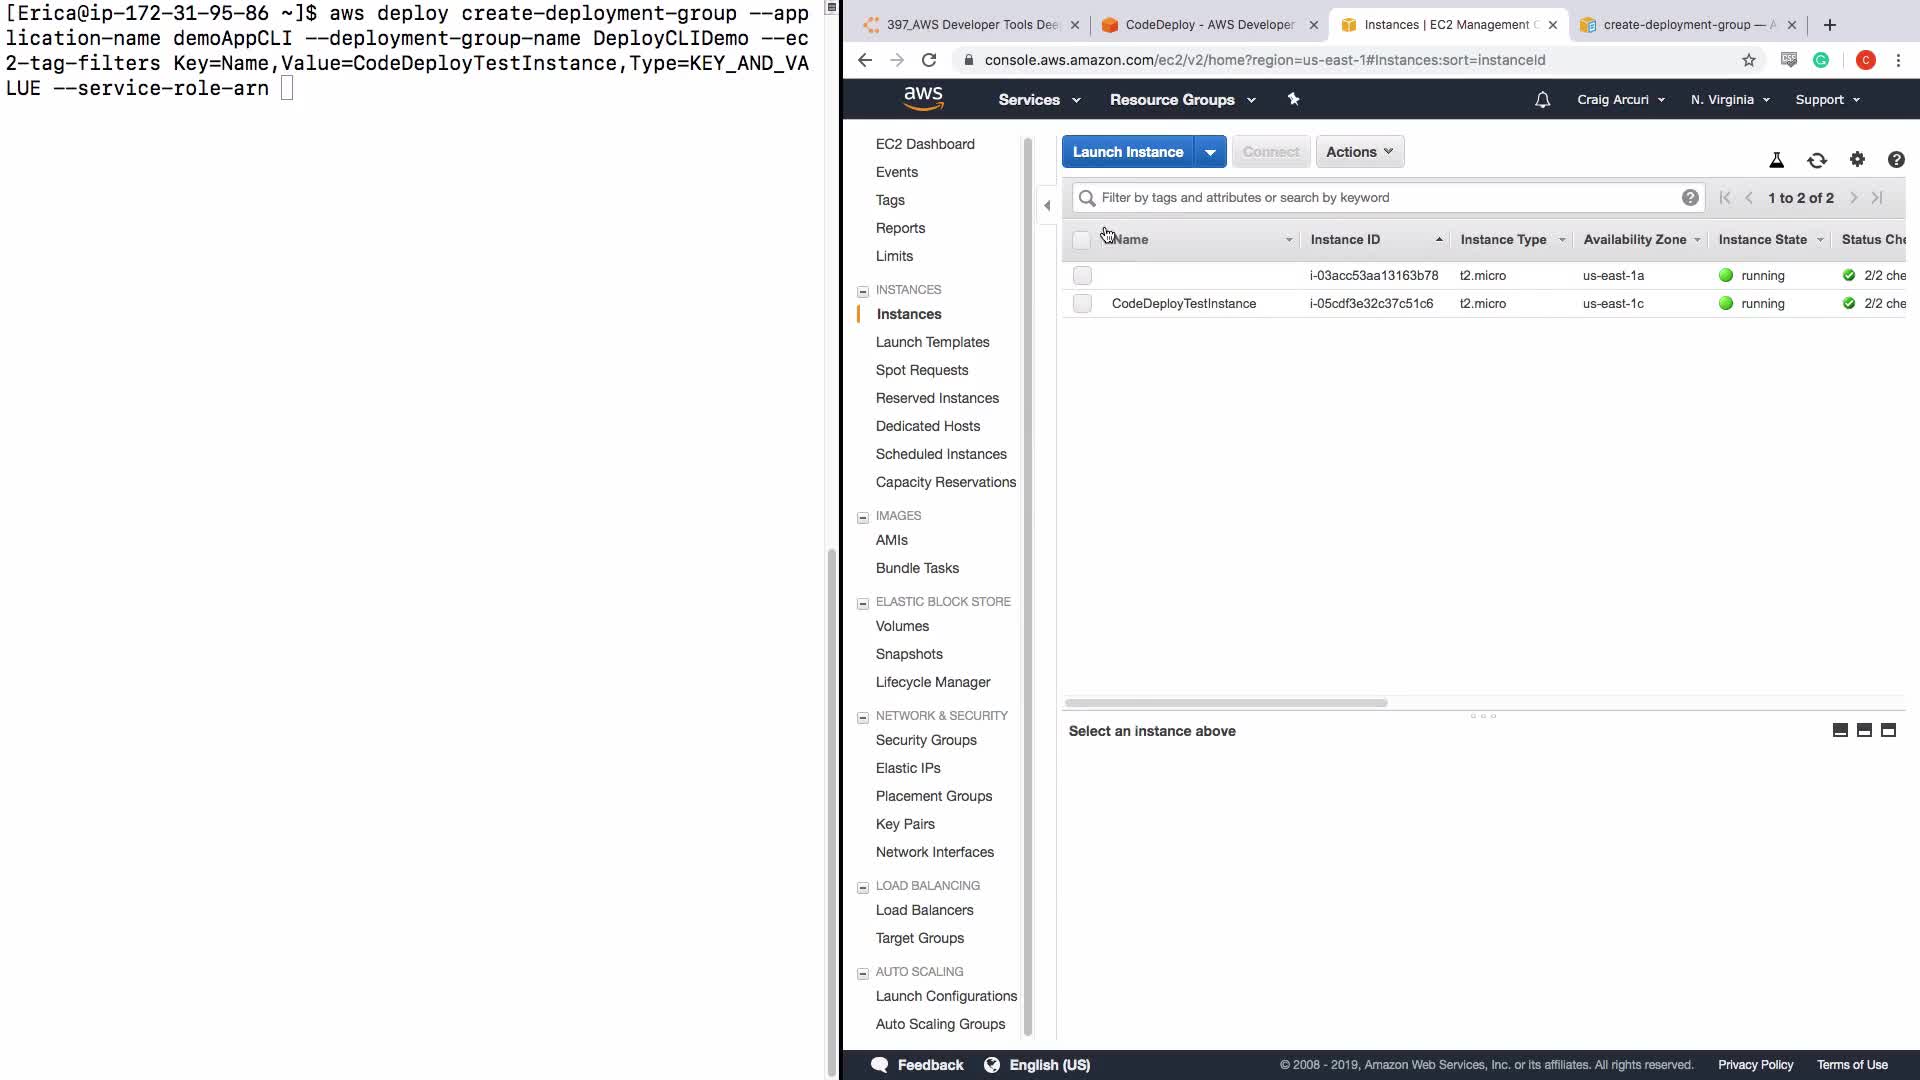 [Erica@ip-172-31-95-86 ~]$ aws deploy create-deployment-group --app
lication-name demoAppCLI --deployment-group-name DeployCLIDemo --ec
2-tag-filters Key=Name,Value=CodeDeployTestInstance,Type=KEY_AND_VA
LUE --service-role-arn
397_AWS Developer Tools Dee
CodeDeploy - AWS Developer
Instances | EC2 Management C
create-deployment-group — A
console.aws.amazon.com/ec2/v2/home?region=us-east-1#Instances:sort=instanceId
aws
Services
Resource Groups
Craig Arcuri
N. Virginia
Support
EC2 Dashboard
Events
Tags
Reports
Limits
INSTANCES
Instances
Launch Templates
Spot Requests
Reserved Instances
Dedicated Hosts
Scheduled Instances
Capacity Reservations
IMAGES
AMIs
Bundle Tasks
ELASTIC BLOCK STORE
Volumes
Snapshots
Lifecycle Manager
NETWORK & SECURITY
Security Groups
Elastic IPs
Placement Groups
Key Pairs
Network Interfaces
LOAD BALANCING
Load Balancers
Target Groups
AUTO SCALING
Launch Configurations
Auto Scaling Groups
Launch Instance
Connect
Actions
Filter by tags and attributes or search by keyword
1 to 2 of 2
Name Instance ID Instance Type Availability Zone Instance State Status Che
i-03acc53aa13163b78 t2.micro us-east-1a running 2/2 che
CodeDeployTestInstance i-05cdf3e32c37c51c6 t2.micro us-east-1c running 2/2 che
Select an instance above
Feedback
English (US)
© 2008 - 2019, Amazon Web Services, Inc. or its affiliates. All rights reserved.
Privacy Policy
Terms of Use